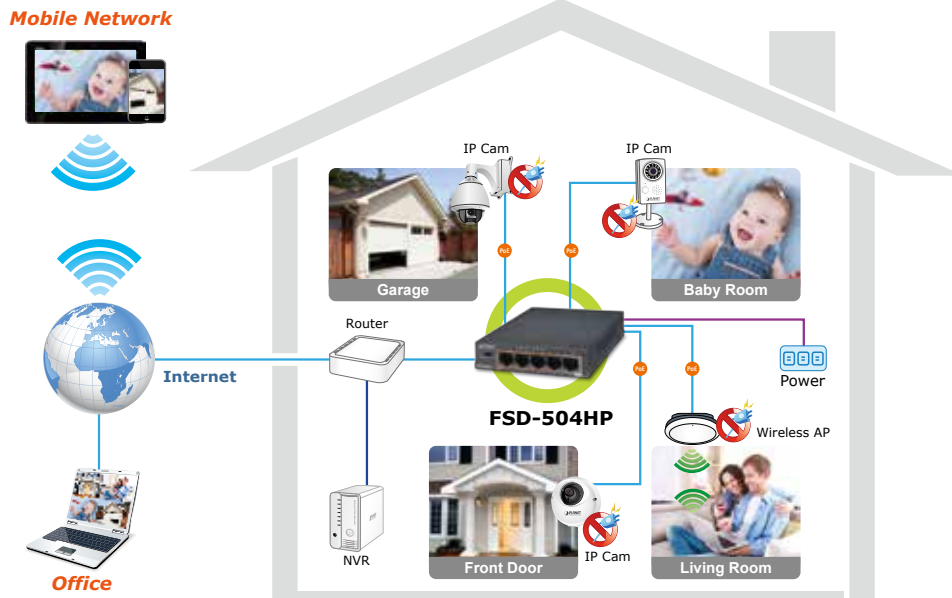 Mobile Network
IP Cam
IP Cam
PoE
PoE
Garage
Baby Room
Router
Internet
PoE
PoE
Power
FSD-504HP
Wireless AP
PLANET
NVR
IP Cam
Front Door
Living Room
Office